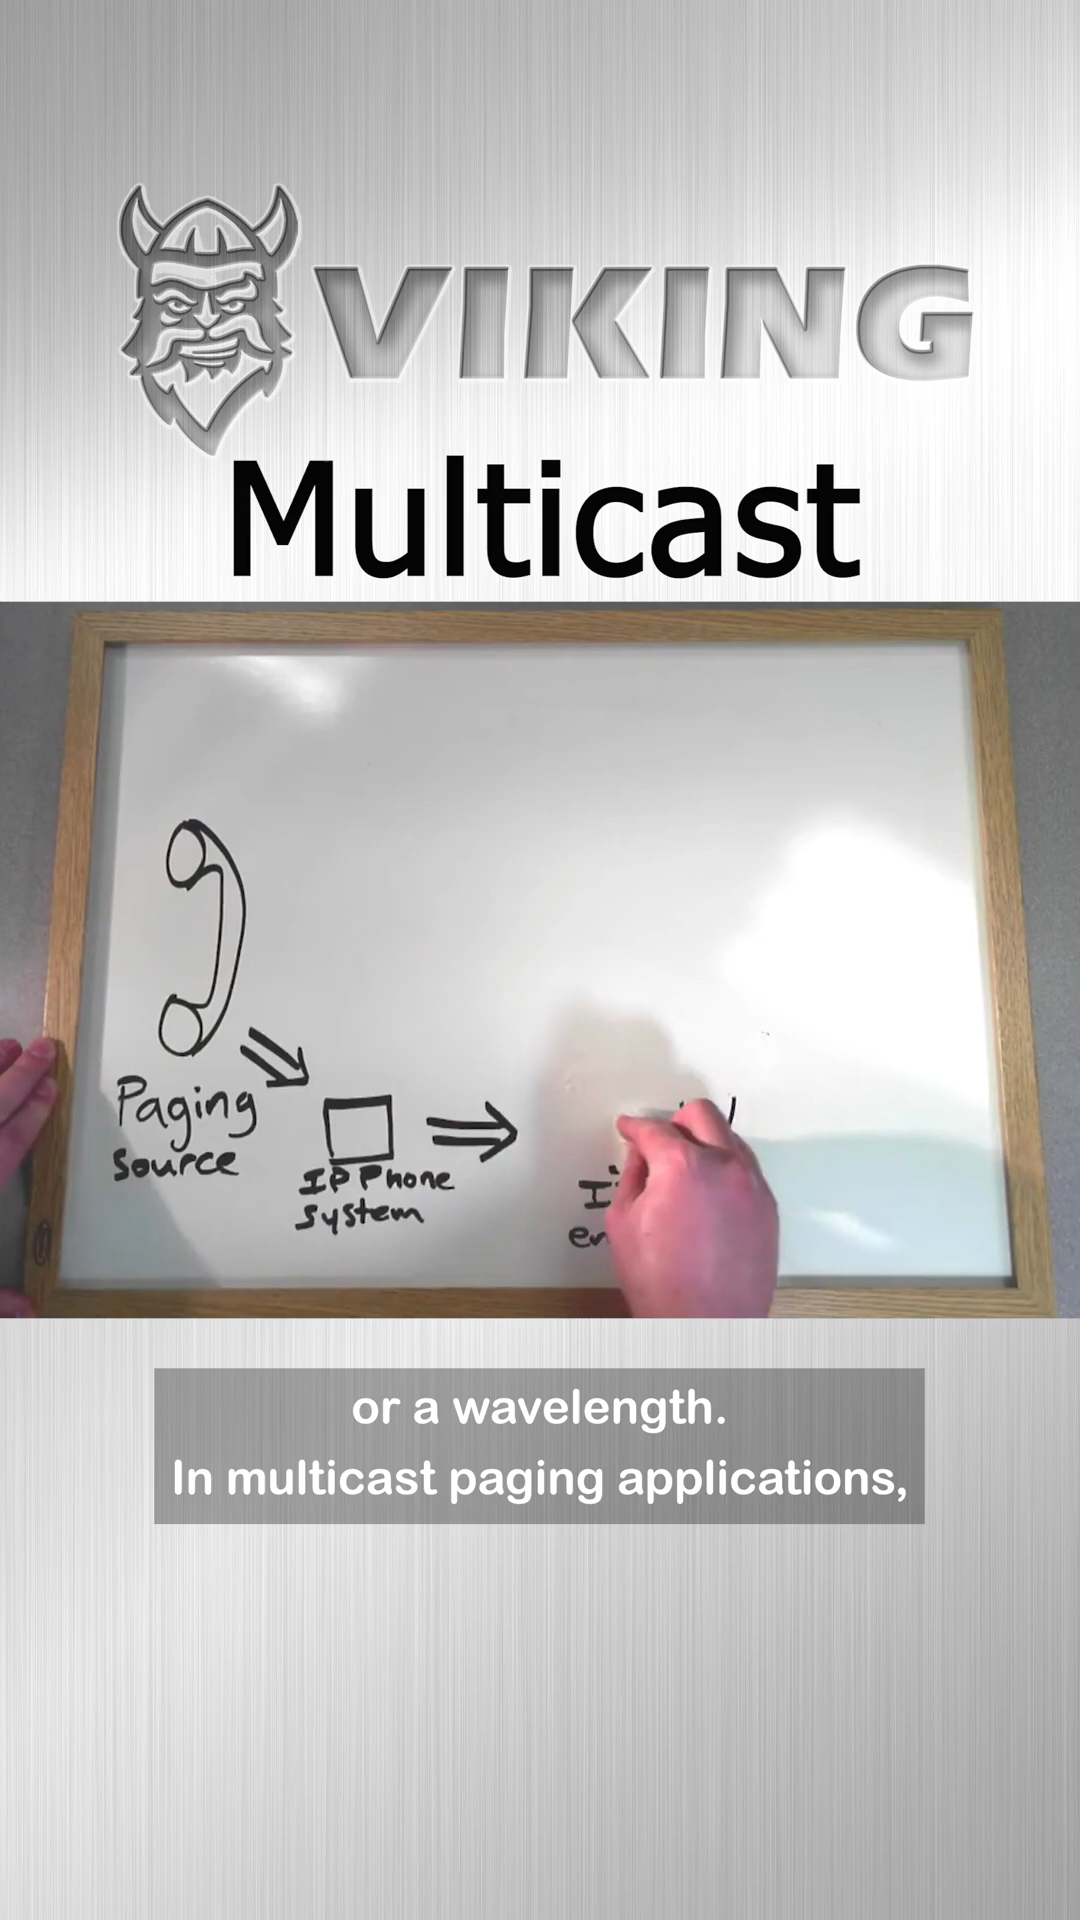 VIKING
Multicast
Paging
source
IP Phone
system
or a wavelength.
In multicast paging applications,